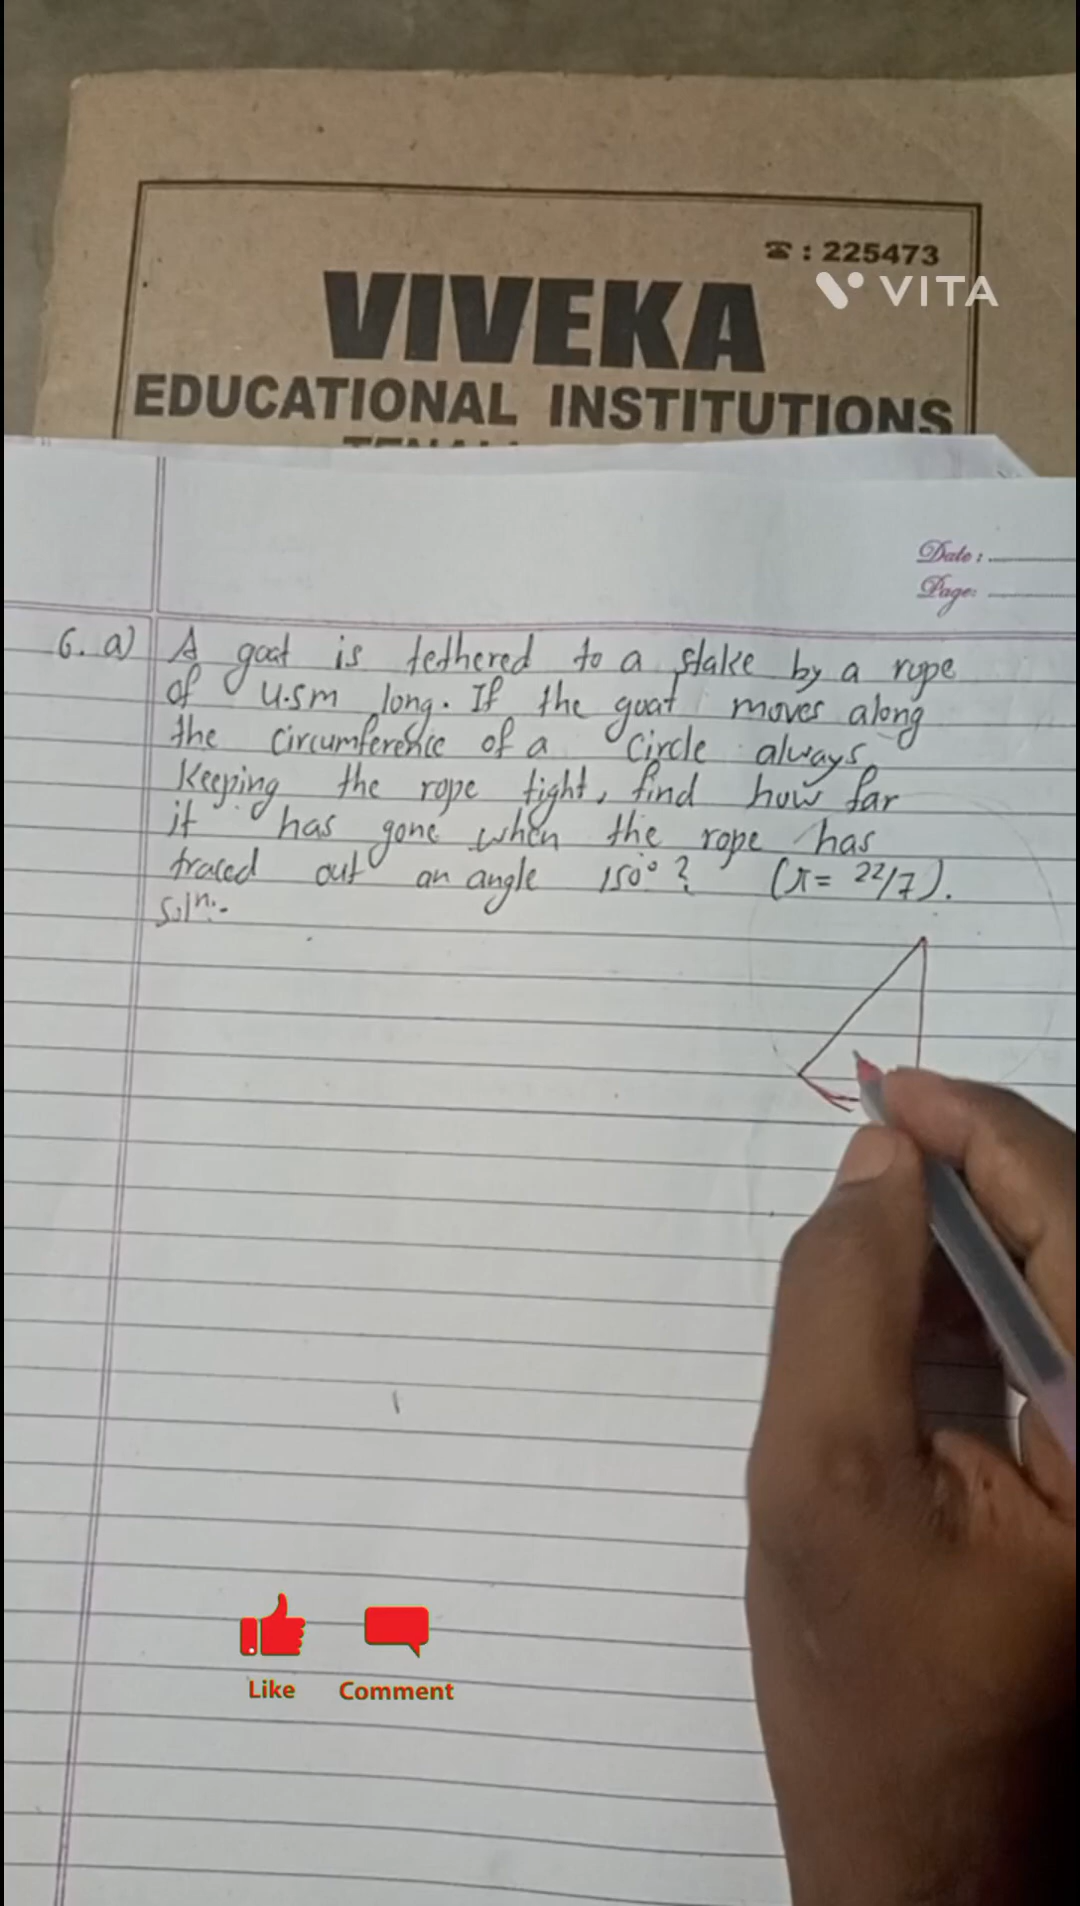 ☎ : 225473
VITA
VIVEKA
EDUCATIONAL INSTITUTIONS
Date :
Page:
6. a) A goat is tethered to a stake by a rope
of 4.5m long. If the goat moves along
the circumference of a circle always
keeping the rope tight, find how far
it has gone when the rope has
traced out an angle 150° ? (π = 22/7).
Solⁿ:-
Like
Comment